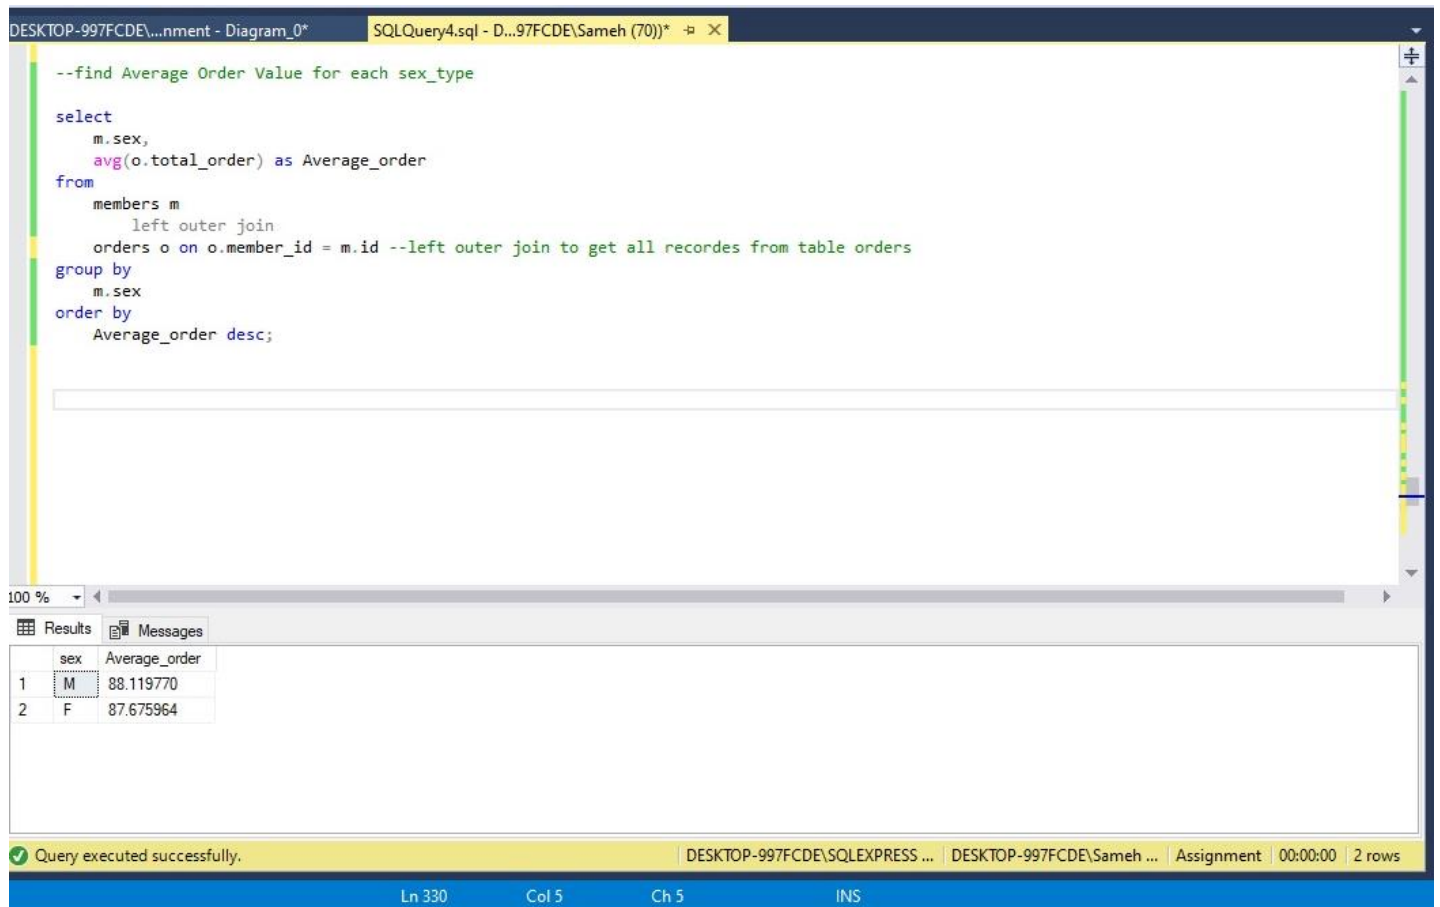 DESKTOP-997FCDE\...nment - Diagram_0*
SQLQuery4.sql - D...97FCDE\Sameh (70))*
--find Average Order Value for each sex_type
select
m.sex,
avg(o.total_order) as Average_order
from
members m
left outer join
orders o on o.member_id = m.id --left outer join to get all recordes from table orders
group by
m.sex
order by
Average_order desc;
100 %
Results Messages
sex Average_order
1 M 88.119770
2 F 87.675964
Query executed successfully. DESKTOP-997FCDE\SQLEXPRESS ... DESKTOP-997FCDE\Sameh ... Assignment 00:00:00 2 rows
Ln 330 Col 5 Ch 5 INS